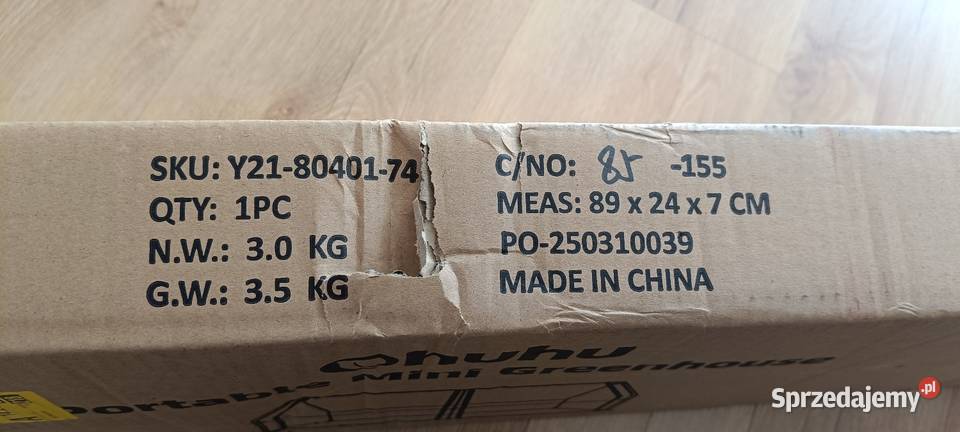 SKU: Y21-80401-74
QTY: 1PC
N.W.: 3.0 KG
G.W.: 3.5 KG
C/NO: 85 -155
MEAS: 89 x 24 x 7 CM
PO-250310039
MADE IN CHINA
Ohuhu
Portable Mini Greenhouse
Sprzedajemy.pl